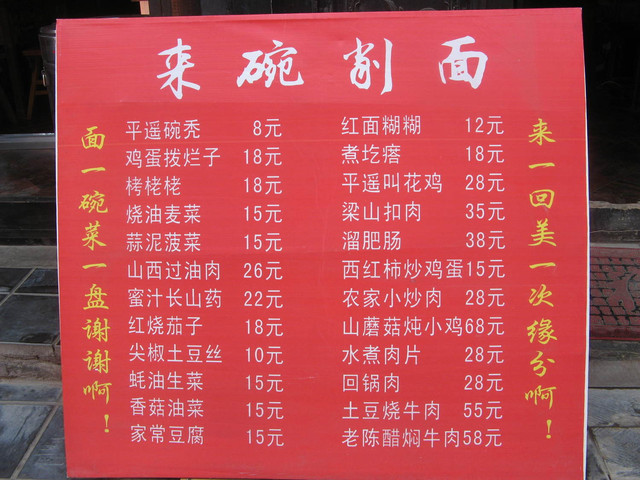 来碗削面
面一碗菜一盘谢谢啊！
平遥碗秃 8元
鸡蛋拨烂子 18元
栲栳栳 18元
烧油麦菜 15元
蒜泥菠菜 15元
山西过油肉 26元
蜜汁长山药 22元
红烧茄子 18元
尖椒土豆丝 10元
蚝油生菜 15元
香菇油菜 15元
家常豆腐 15元
红面糊糊 12元
煮圪瘩 18元
平遥叫花鸡 28元
梁山扣肉 35元
溜肥肠 38元
西红柿炒鸡蛋15元
农家小炒肉 28元
山蘑菇炖小鸡68元
水煮肉片 28元
回锅肉 28元
土豆烧牛肉 55元
老陈醋焖牛肉58元
来一回美一次缘分啊！